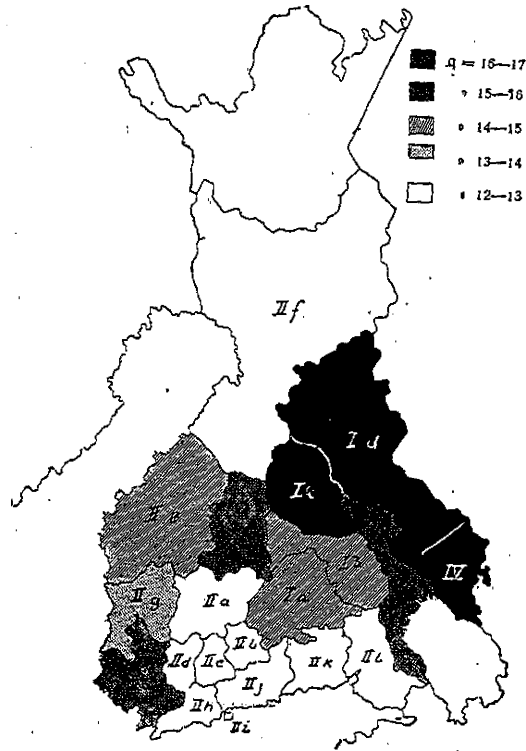 q = 16—17
" 15—16
" 14—15
" 13—14
" 12—13
II f
I d
I c
II e
I b
IV
II g
II a
I a
II b
II d
II c
II k
II l
II j
II h
II i